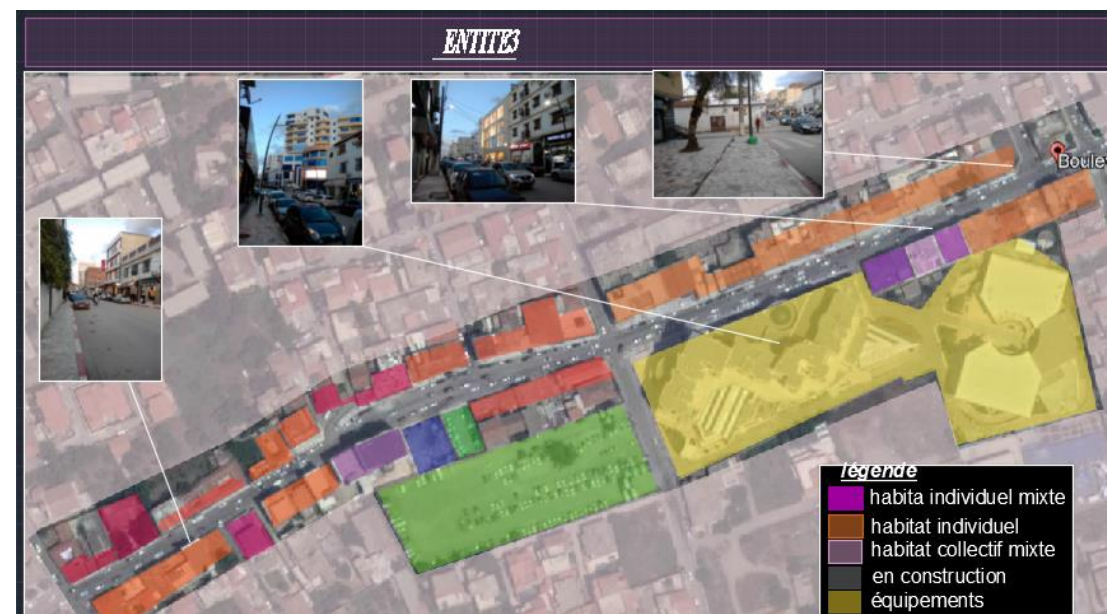 ENTITE3
Boulev
légende
habita individuel mixte
habitat individuel
habitat collectif mixte
en construction
équipements